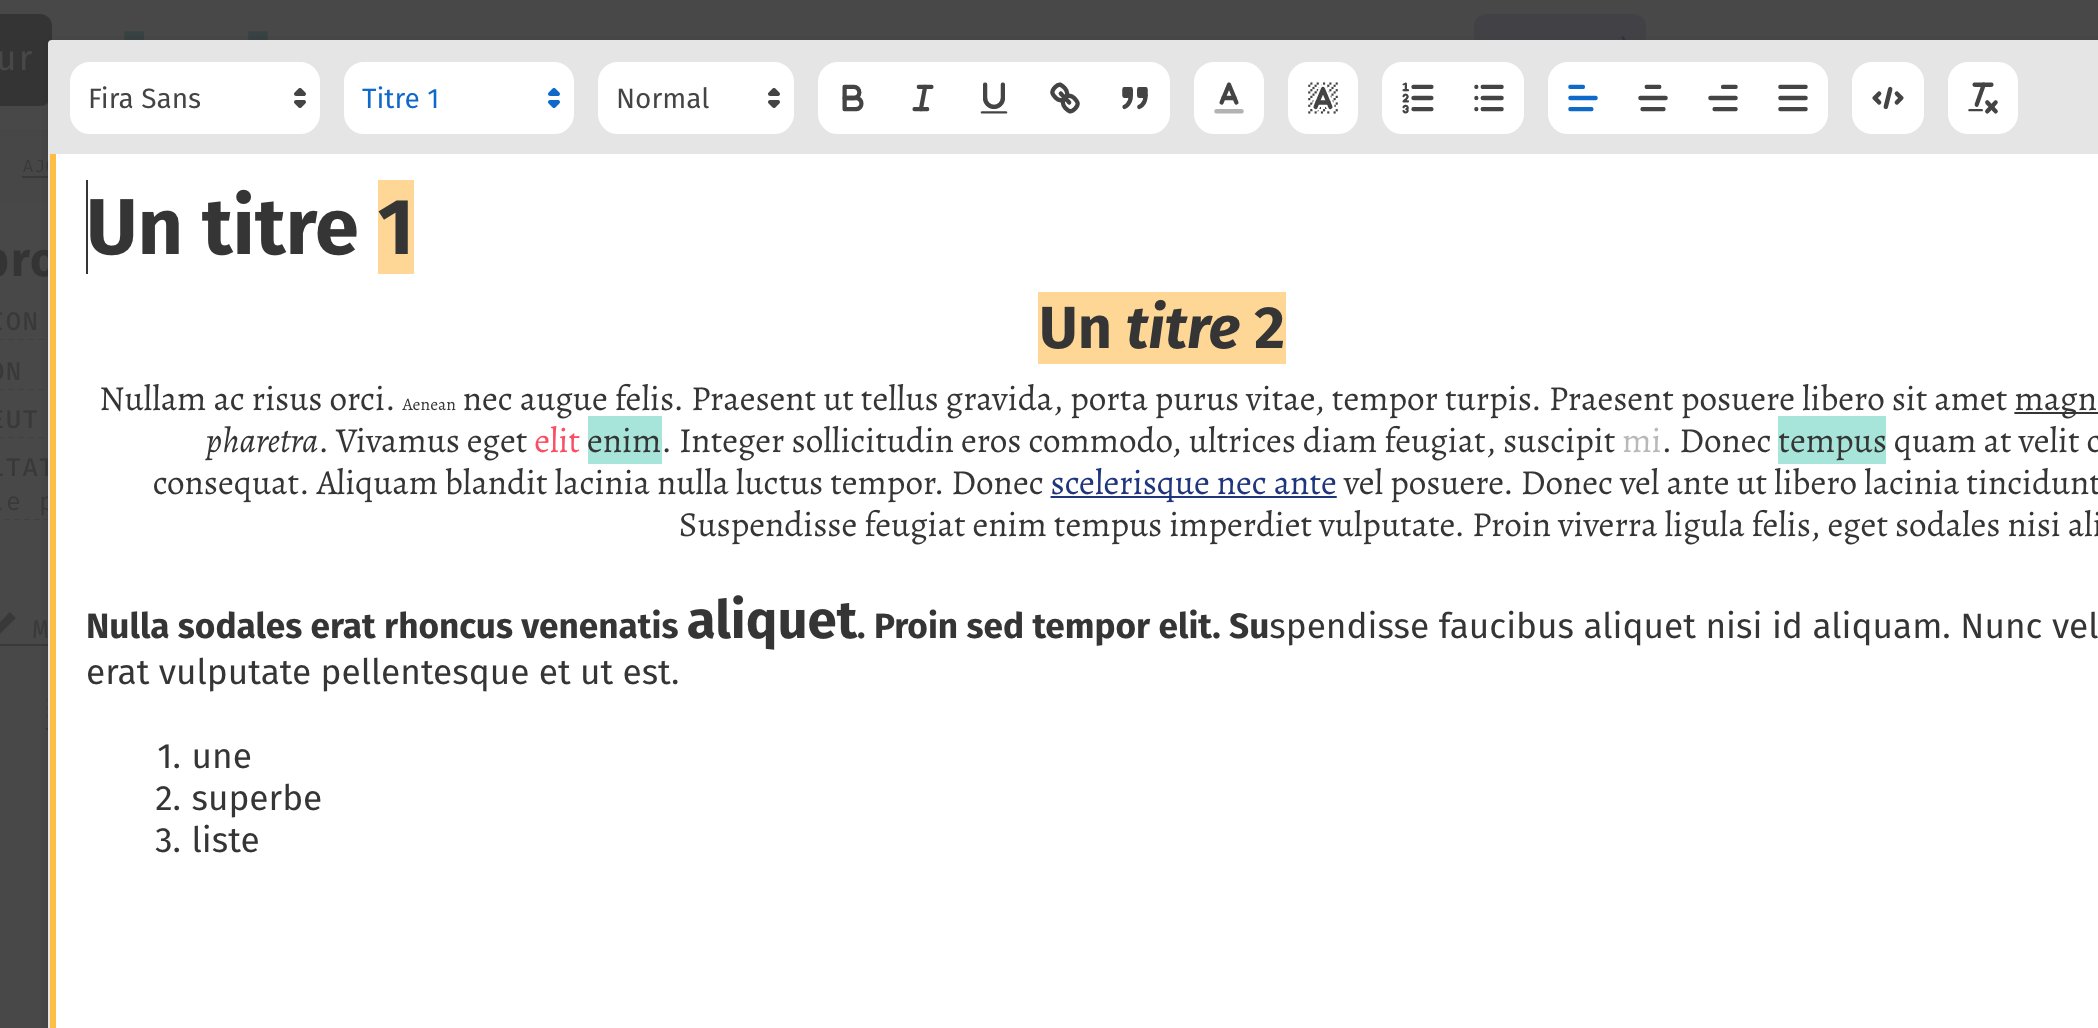 Fira Sans Titre 1 Normal
Un titre 1
Un titre 2
Nullam ac risus orci. Aenean nec augue felis. Praesent ut tellus gravida, porta purus vitae, tempor turpis. Praesent posuere libero sit amet magn
pharetra. Vivamus eget elit enim. Integer sollicitudin eros commodo, ultrices diam feugiat, suscipit mi. Donec tempus quam at velit c
consequat. Aliquam blandit lacinia nulla luctus tempor. Donec scelerisque nec ante vel posuere. Donec vel ante ut libero lacinia tincidunt
Suspendisse feugiat enim tempus imperdiet vulputate. Proin viverra ligula felis, eget sodales nisi ali
Nulla sodales erat rhoncus venenatis aliquet. Proin sed tempor elit. Suspendisse faucibus aliquet nisi id aliquam. Nunc vel
erat vulputate pellentesque et ut est.
1. une
2. superbe
3. liste